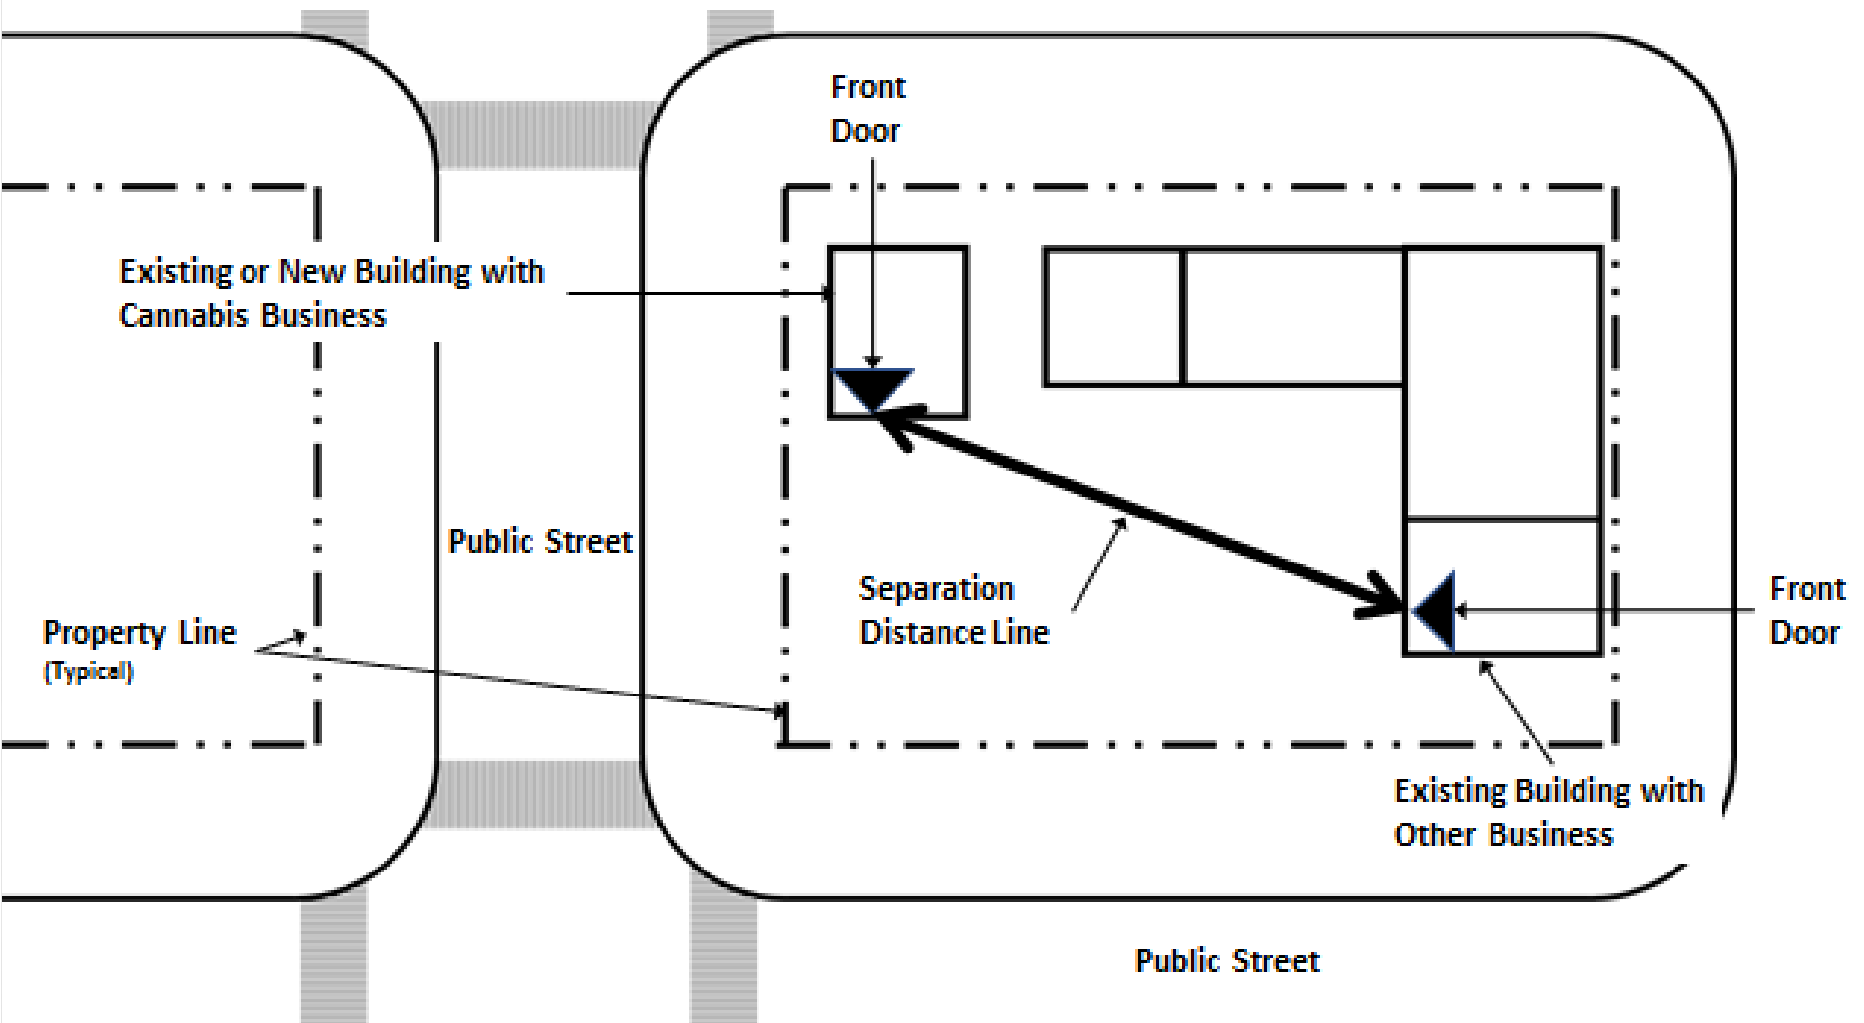 Front
Door
Existing or New Building with
Cannabis Business
Public Street
Separation
Distance Line
Front
Door
Property Line
(Typical)
Existing Building with
Other Business
Public Street